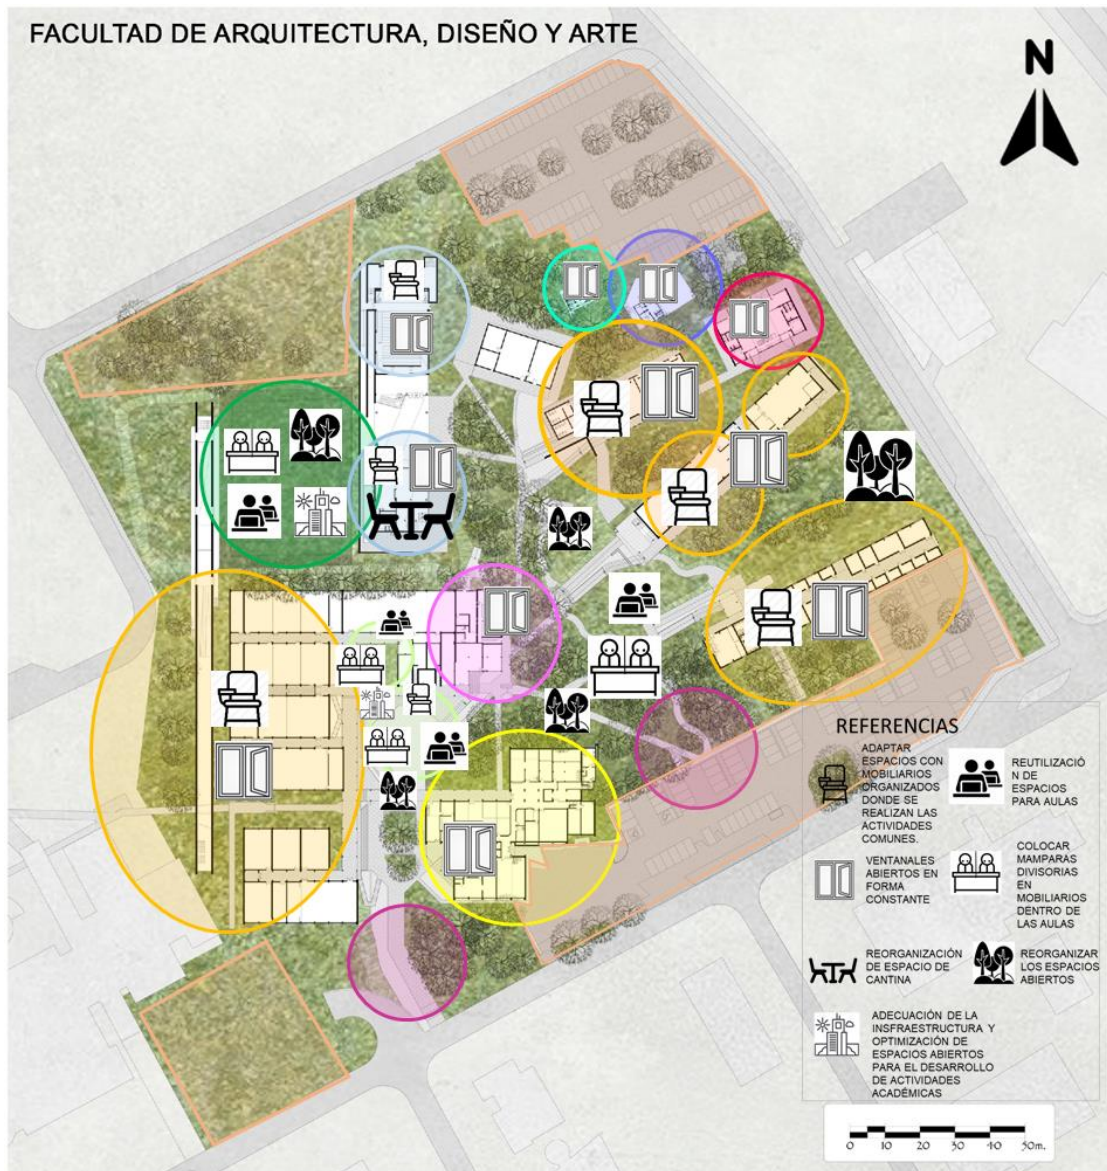 FACULTAD DE ARQUITECTURA, DISEÑO Y ARTE
N
REFERENCIAS
ADAPTAR
ESPACIOS CON
MOBILIARIOS
ORGANIZADOS
DONDE SE
REALIZAN LAS
ACTIVIDADES
COMUNES.
REUTILIZACIÓ
N DE
ESPACIOS
PARA AULAS
VENTANALES
ABIERTOS EN
FORMA
CONSTANTE
COLOCAR
MAMPARAS
DIVISORIAS
EN
MOBILIARIOS
DENTRO DE
LAS AULAS
REORGANIZACIÓN
DE ESPACIO DE
CANTINA
REORGANIZAR
LOS ESPACIOS
ABIERTOS
ADECUACIÓN DE LA
INSFRAESTRUCTURA Y
OPTIMIZACIÓN DE
ESPACIOS ABIERTOS
PARA EL DESARROLLO
DE ACTIVIDADES
ACADÉMICAS
0 10 20 30 40 50m.